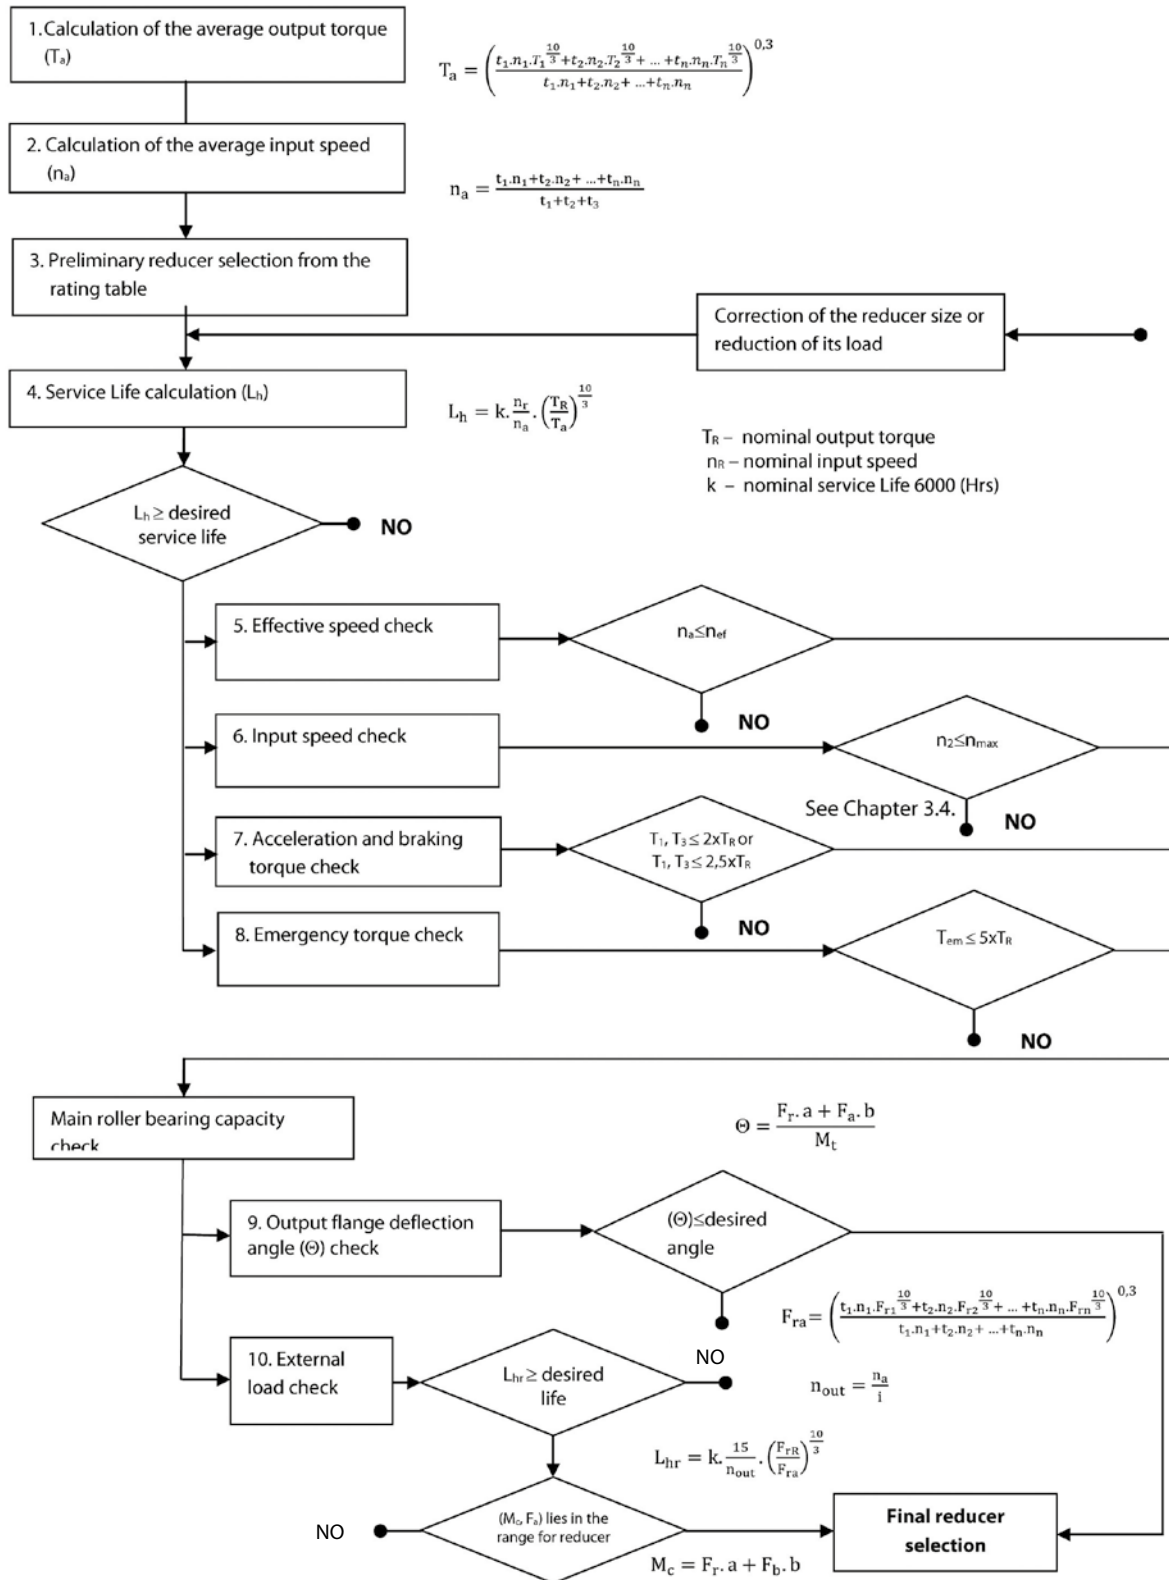 1. Calculation of the average output torque
(Tₐ)
Tₐ = ( (t₁.n₁.T₁^(10/3) + t₂.n₂.T₂^(10/3) + ... + tₙ.nₙ.Tₙ^(10/3)) / (t₁.n₁+t₂.n₂+ ...+tₙ.nₙ) )^0,3
2. Calculation of the average input speed
(nₐ)
nₐ = (t₁.n₁+t₂.n₂+ ...+tₙ.nₙ) / (t₁+t₂+t₃)
3. Preliminary reducer selection from the
rating table
Correction of the reducer size or
reduction of its load
4. Service Life calculation (Lₕ)
Lₕ = k. nᵣ/nₐ . (T_R/Tₐ)^(10/3)
T_R – nominal output torque
n_R – nominal input speed
k – nominal service Life 6000 (Hrs)
Lₕ ≥ desired
service life
NO
5. Effective speed check
nₐ≤n_ef
NO
6. Input speed check
n₂≤n_max
See Chapter 3.4.
NO
7. Acceleration and braking
torque check
T₁, T₃ ≤ 2xT_R or
T₁, T₃ ≤ 2,5xT_R
NO
8. Emergency torque check
T_em ≤ 5xT_R
NO
Main roller bearing capacity
check
Θ = (Fᵣ. a + Fₐ. b) / Mₜ
9. Output flange deflection
angle (Θ) check
(Θ)≤desired
angle
NO
F_ra = ( (t₁.n₁.F_r1^(10/3) + t₂.n₂.F_r2^(10/3) + ... + tₙ.nₙ.F_rn^(10/3)) / (t₁.n₁+t₂.n₂+ ...+tₙ.nₙ) )^0,3
10. External
load check
L_hr ≥ desired
life
n_out = nₐ/i
L_hr = k. 15/n_out . (F_rR/F_ra)^(10/3)
NO
(M_c, Fₐ) lies in the
range for reducer
Final reducer
selection
M_c = Fᵣ. a + F_b. b